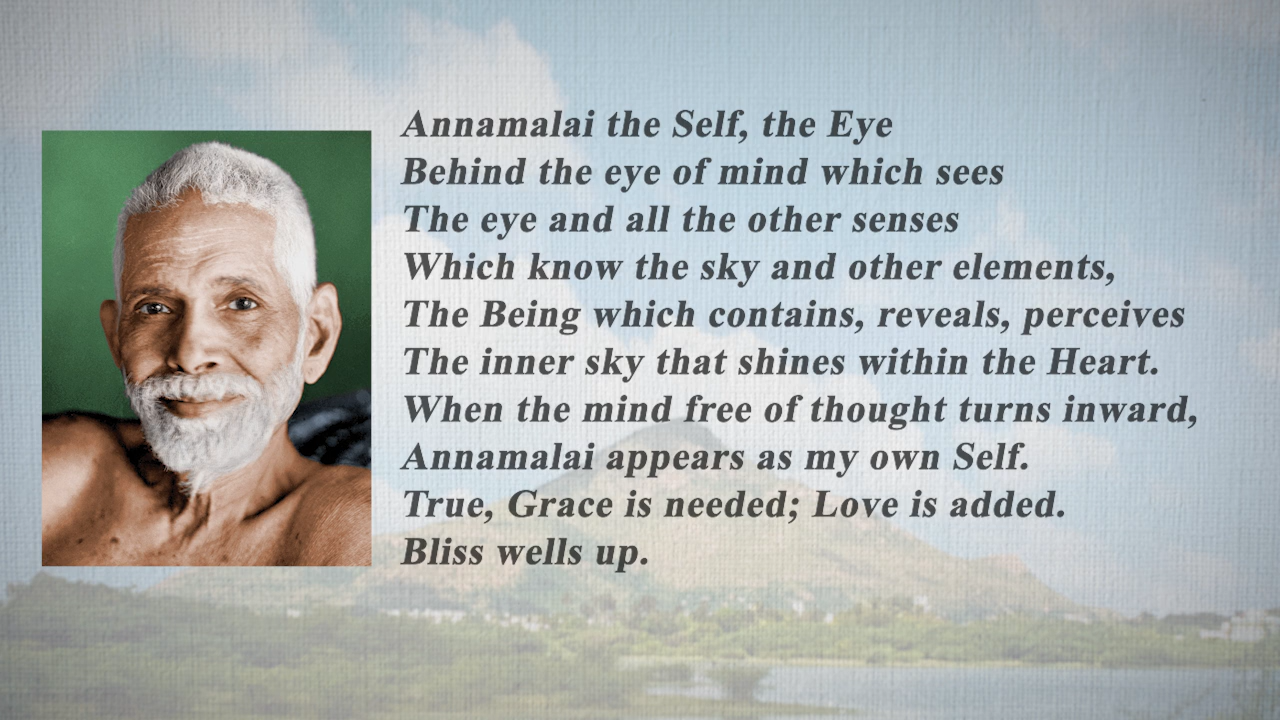 Annamalai the Self, the Eye
Behind the eye of mind which sees
The eye and all the other senses
Which know the sky and other elements,
The Being which contains, reveals, perceives
The inner sky that shines within the Heart.
When the mind free of thought turns inward,
Annamalai appears as my own Self.
True, Grace is needed; Love is added.
Bliss wells up.